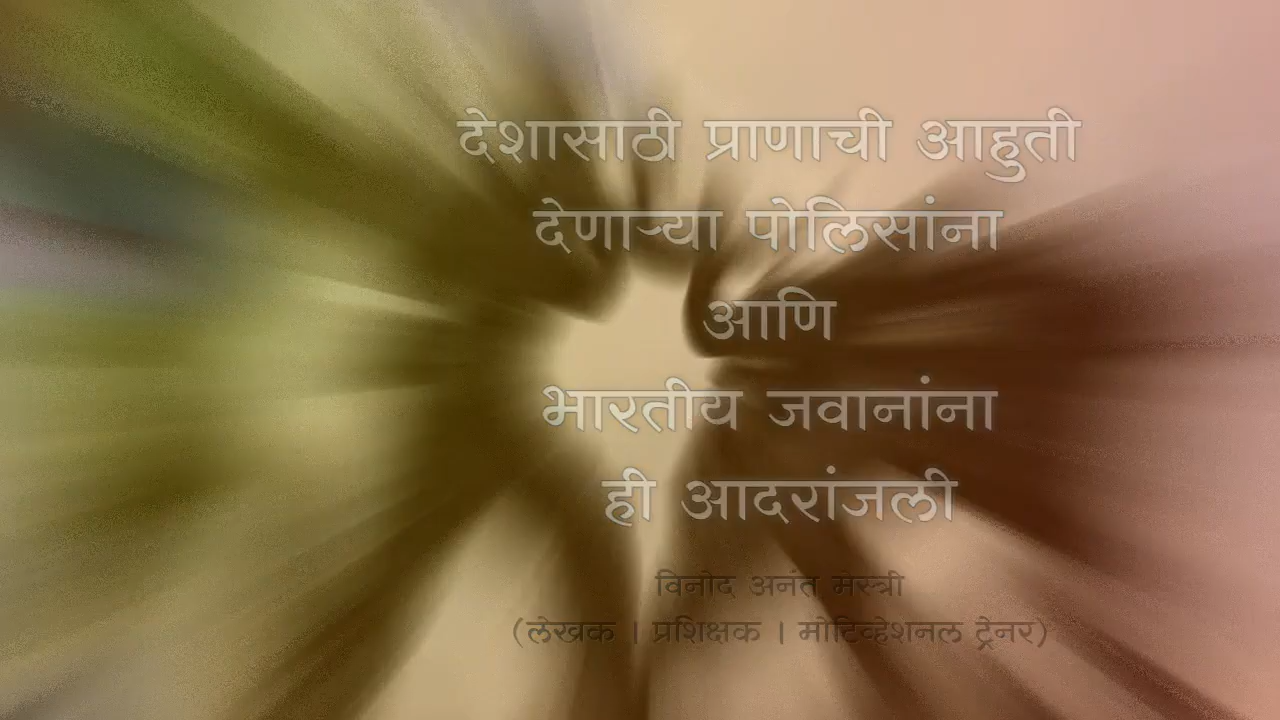 देशासाठी प्राणाची आहुती
देणाऱ्या पोलिसांना
आणि
भारतीय जवानांना
ही आदरांजली
विनोद अनंत मेस्त्री
(लेखक । प्रशिक्षक । मोटिव्हेशनल ट्रेनर)